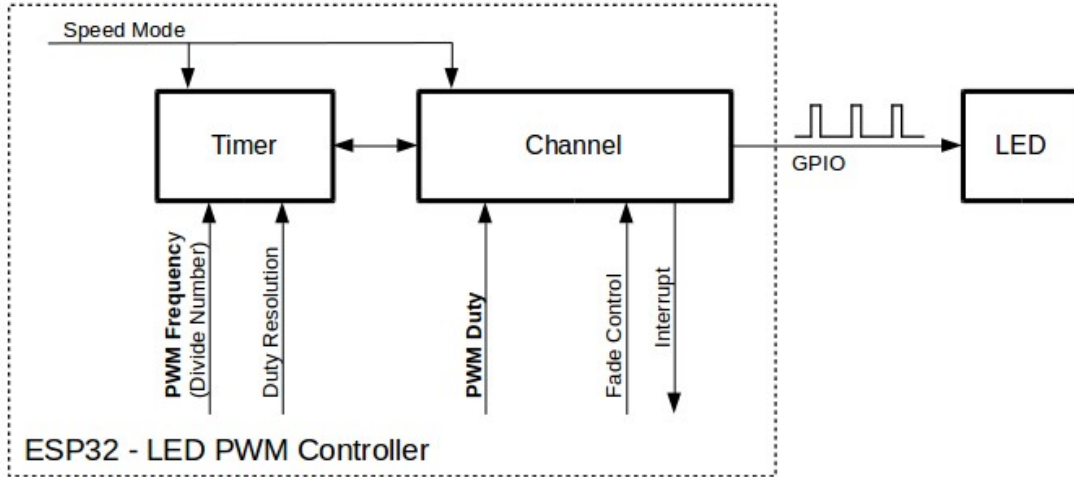 Speed Mode
Timer
Channel
GPIO
LED
PWM Frequency
(Divide Number)
Duty Resolution
PWM Duty
Fade Control
Interrupt
ESP32 - LED PWM Controller